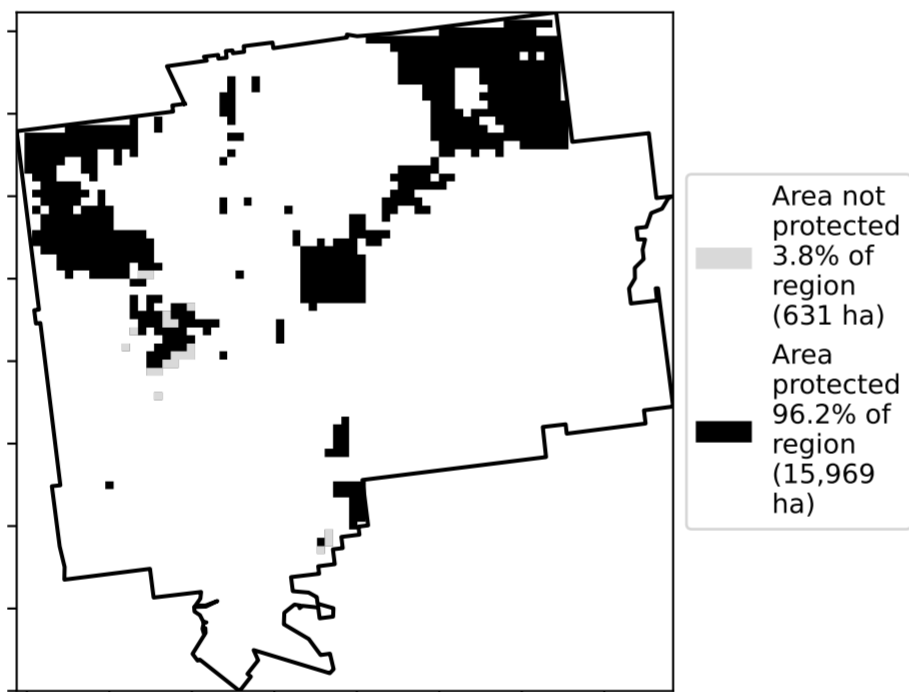 Area not
protected
3.8% of
region
(631 ha)
Area
protected
96.2% of
region
(15,969
ha)